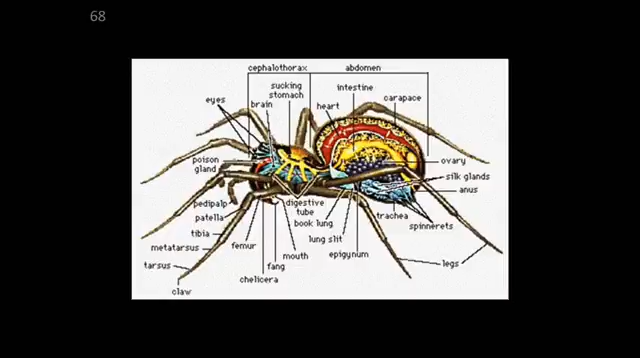 68
cephalothorax
abdomen
sucking
stomach
intestine
eyes
brain
heart
carapace
poison
gland
ovary
silk glands
anus
pedipalp
patella
digestive
tube
trachea
spinnerets
book lung
tibia
metatarsus
femur
mouth
lung slit
epigynum
tarsus
fang
legs
chelicera
claw